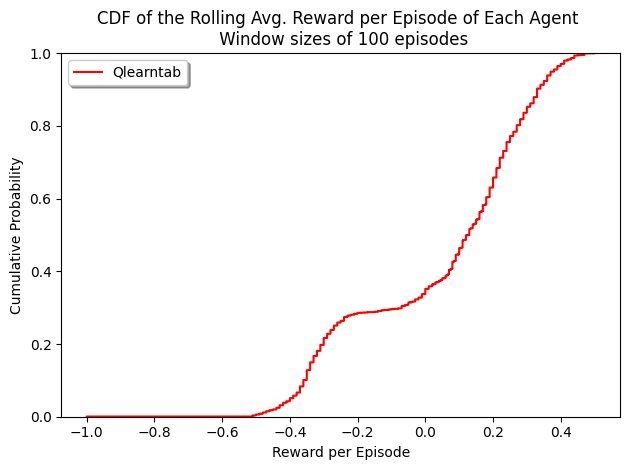 CDF of the Rolling Avg. Reward per Episode of Each Agent
Window sizes of 100 episodes
Qlearntab
1.0
0.8
0.6
0.4
0.2
0.0
Cumulative Probability
−1.0 −0.8 −0.6 −0.4 −0.2 0.0 0.2 0.4
Reward per Episode